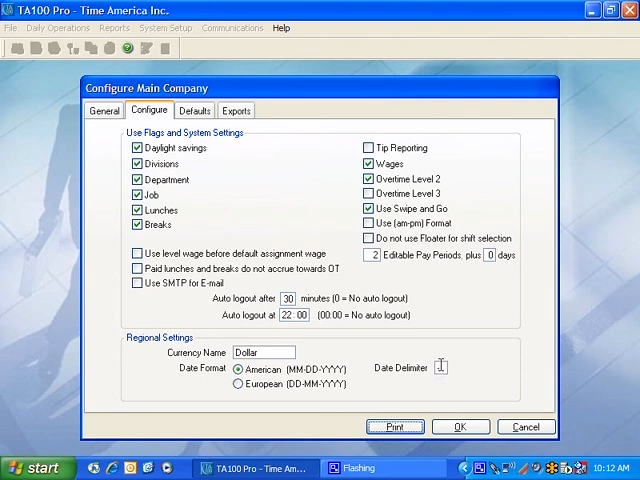 TA100 Pro - Time America Inc.
File Daily Operations Reports System Setup Communications Help
Configure Main Company
General Configure Defaults Exports
Use Flags and System Settings
Daylight savings
Divisions
Department
Job
Lunches
Breaks
Tip Reporting
Wages
Overtime Level 2
Overtime Level 3
Use Swipe and Go
Use (am-pm) Format
Do not use Floater for shift selection
2 Editable Pay Periods, plus 0 days
Use level wage before default assignment wage
Paid lunches and breaks do not accrue towards OT
Use SMTP for E-mail
Auto logout after 30 minutes (0 = No auto logout)
Auto logout at 22:00 (00:00 = No auto logout)
Regional Settings
Currency Name Dollar
Date Format American (MM-DD-YYYY) Date Delimiter
European (DD-MM-YYYY)
Print OK Cancel
start TA100 Pro - Time Am... Flashing 10:12 AM